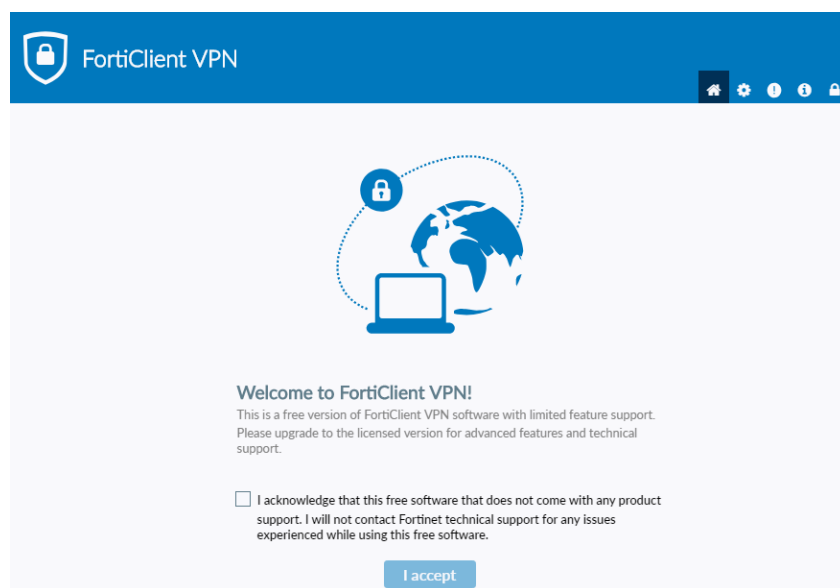 FortiClient VPN
Welcome to FortiClient VPN!
This is a free version of FortiClient VPN software with limited feature support.
Please upgrade to the licensed version for advanced features and technical
support.
I acknowledge that this free software that does not come with any product
support. I will not contact Fortinet technical support for any issues
experienced while using this free software.
I accept